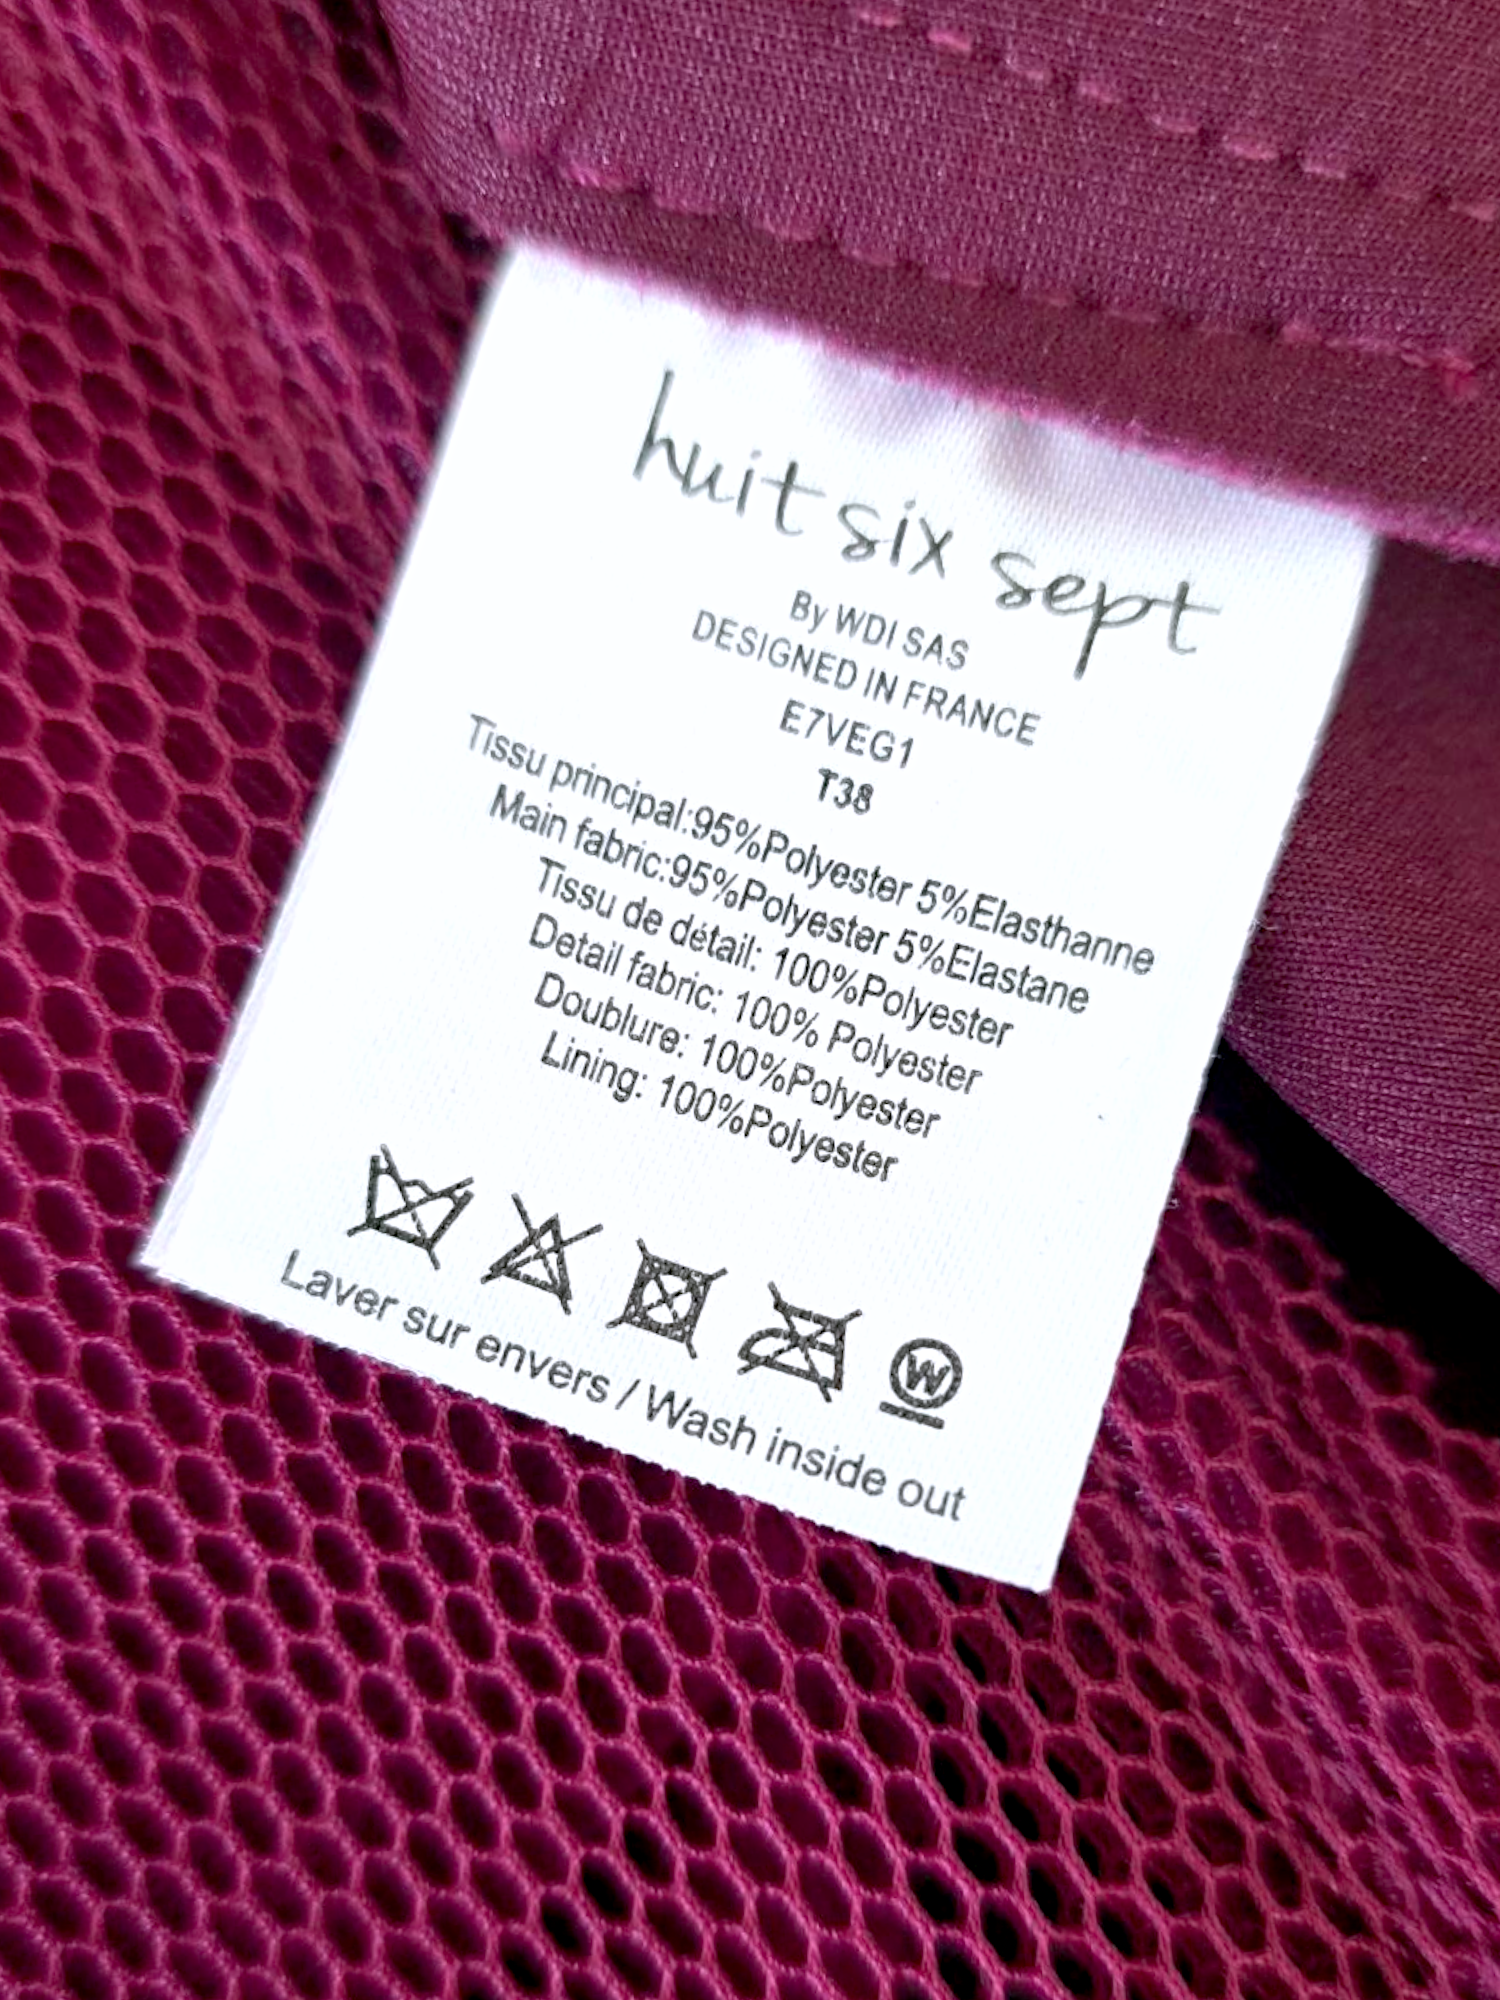 huit six sept
By WDI SAS
DESIGNED IN FRANCE
E7VEG1
T38
Tissu principal:95%Polyester 5%Elasthanne
Main fabric:95%Polyester 5%Elastane
Tissu de détail: 100%Polyester
Detail fabric: 100% Polyester
Doublure: 100%Polyester
Lining: 100%Polyester
W
Laver sur envers / Wash inside out